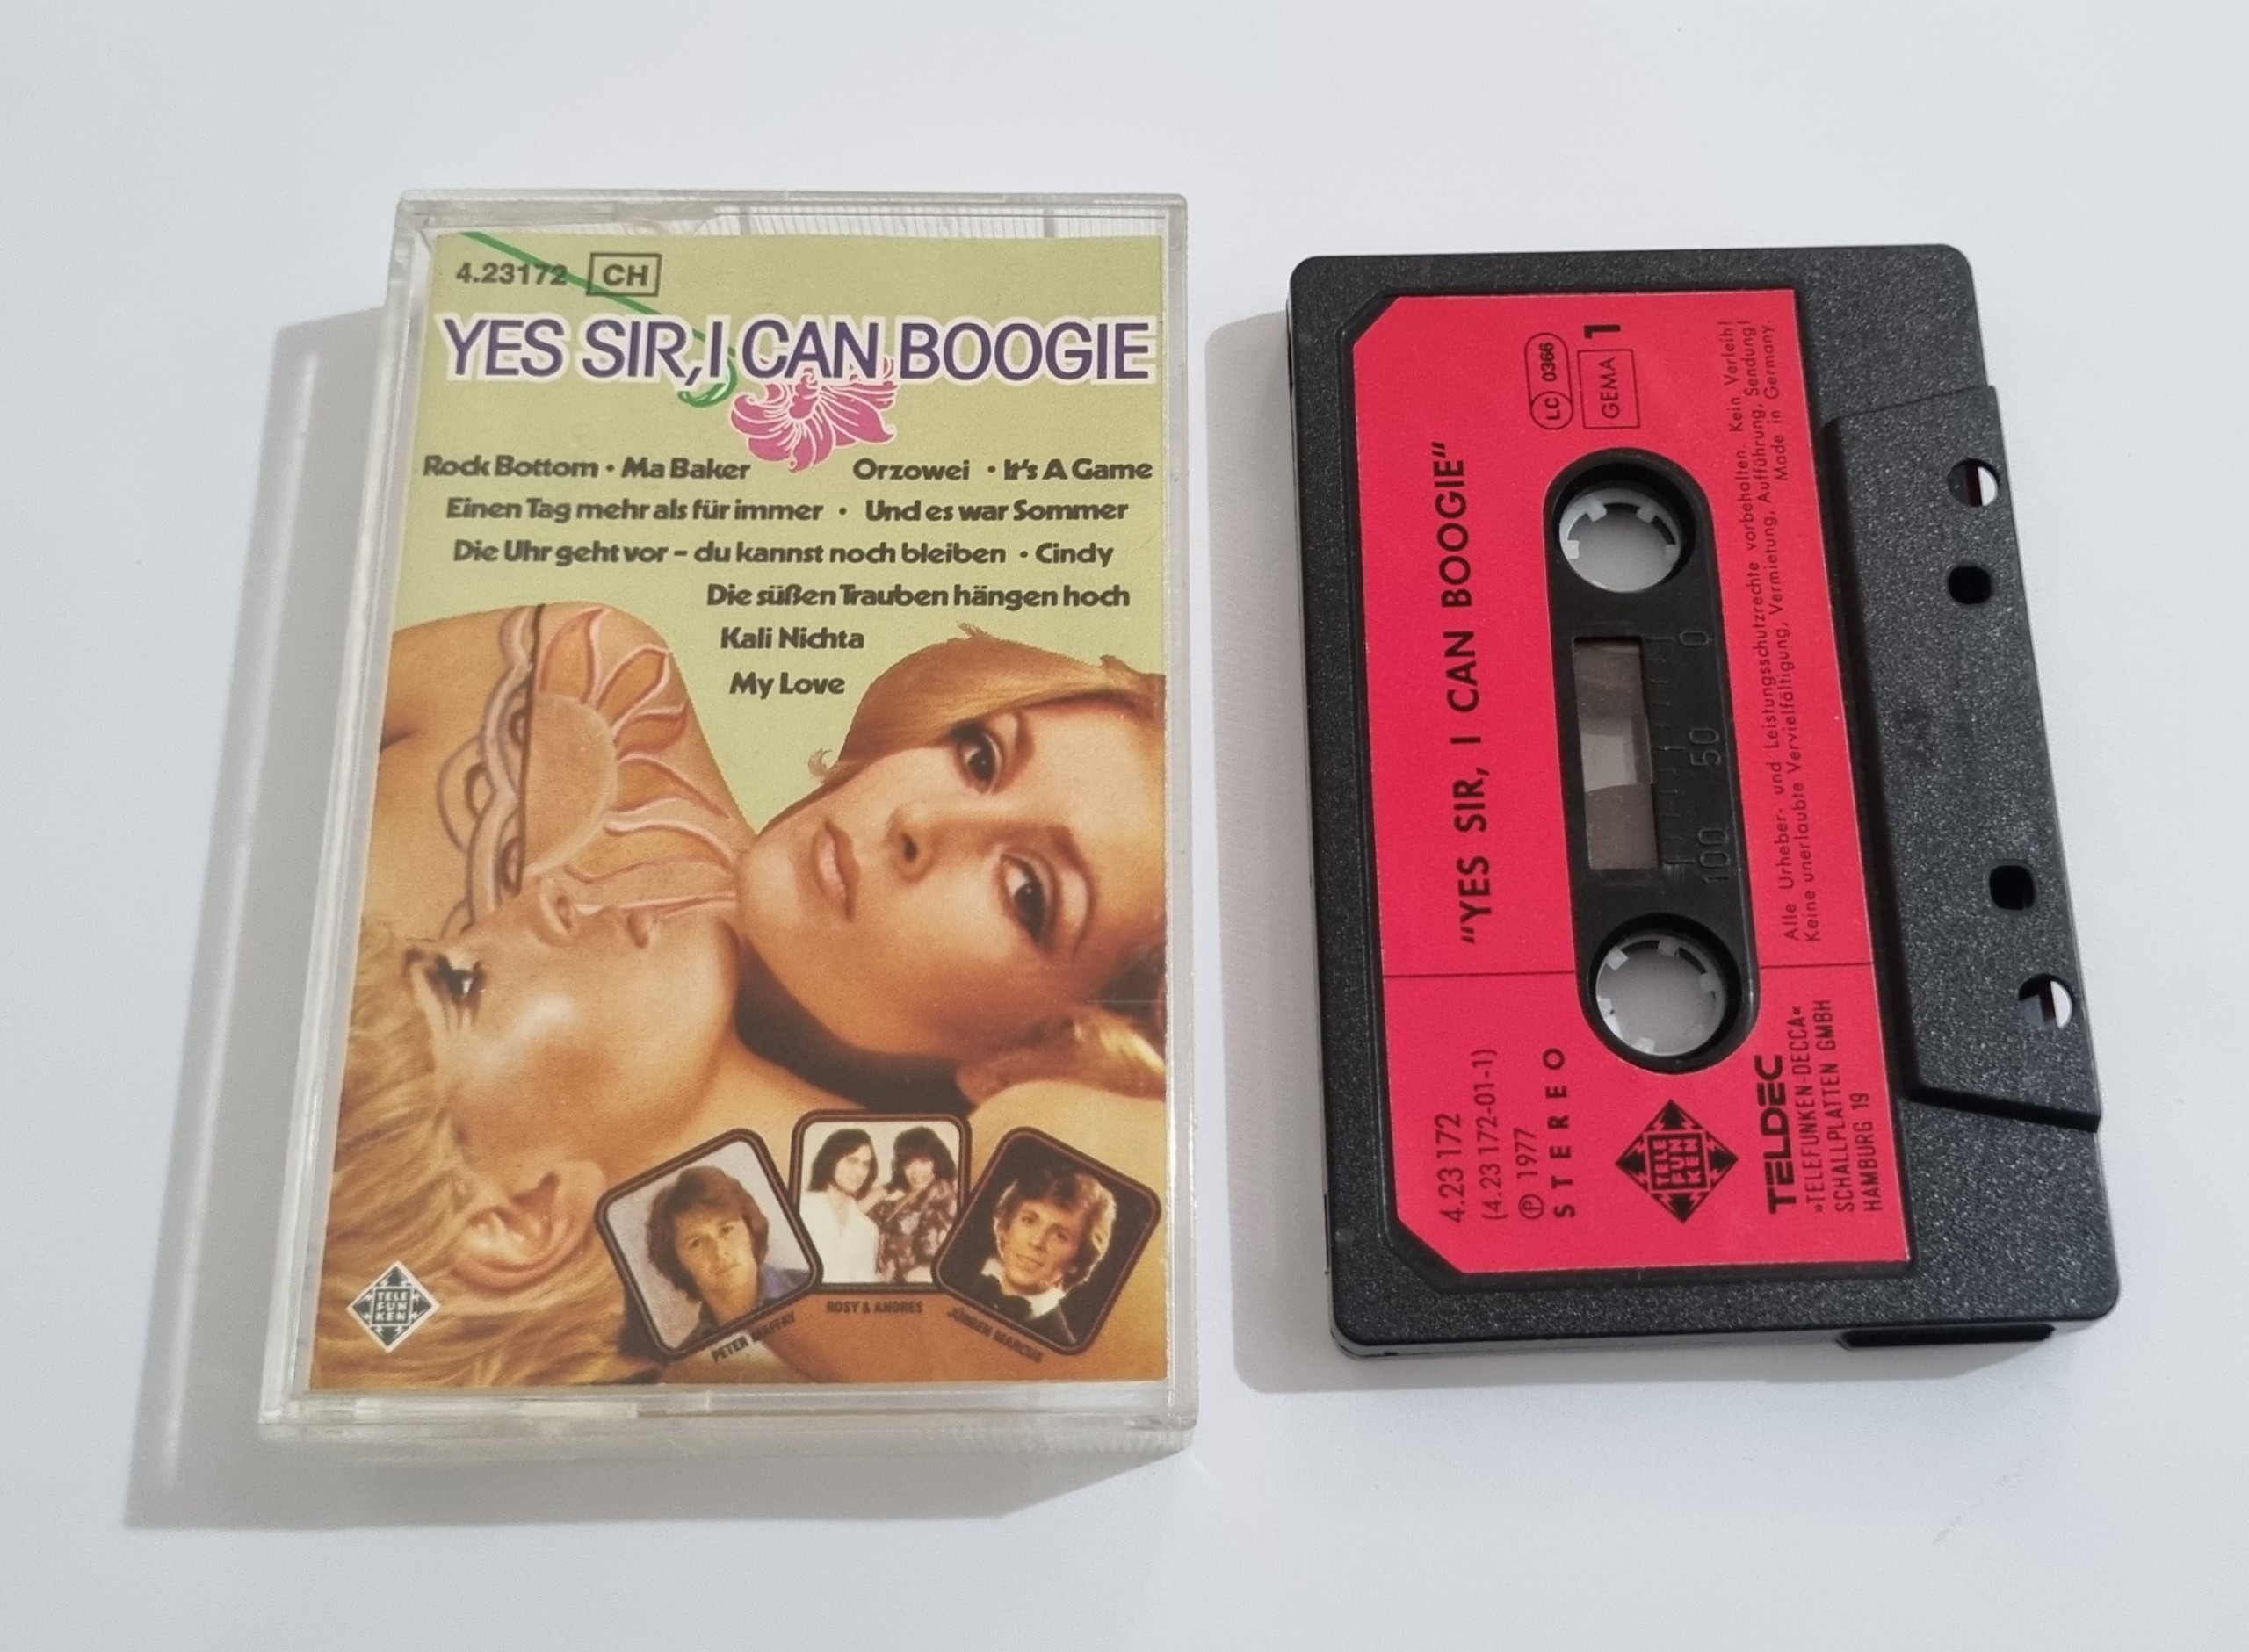 4.23172 CH
YES SIR, I CAN BOOGIE
Rock Bottom • Ma Baker Orzowei • It's A Game
Einen Tag mehr als für immer • Und es war Sommer
Die Uhr geht vor – du kannst noch bleiben • Cindy
Die süßen Trauben hängen hoch
Kali Nichta
My Love
PETER MAFFAY
ROSY & ANDRES
JÜRGEN MARCUS
TELE
FUN
KEN
"YES SIR, I CAN BOOGIE"
LC 0366
GEMA 1
100 50 0
Alle Urheber- und Leistungsschutzrechte vorbehalten. Kein Verleih!
Keine unerlaubte Vervielfältigung, Vermietung, Aufführung, Sendung!
Made in Germany.
4.23 172
(4.23 172-01-1)
Ⓟ 1977
STEREO
TELE
FUN
KEN
TELDEC
»TELEFUNKEN-DECCA«
SCHALLPLATTEN GMBH
HAMBURG 19